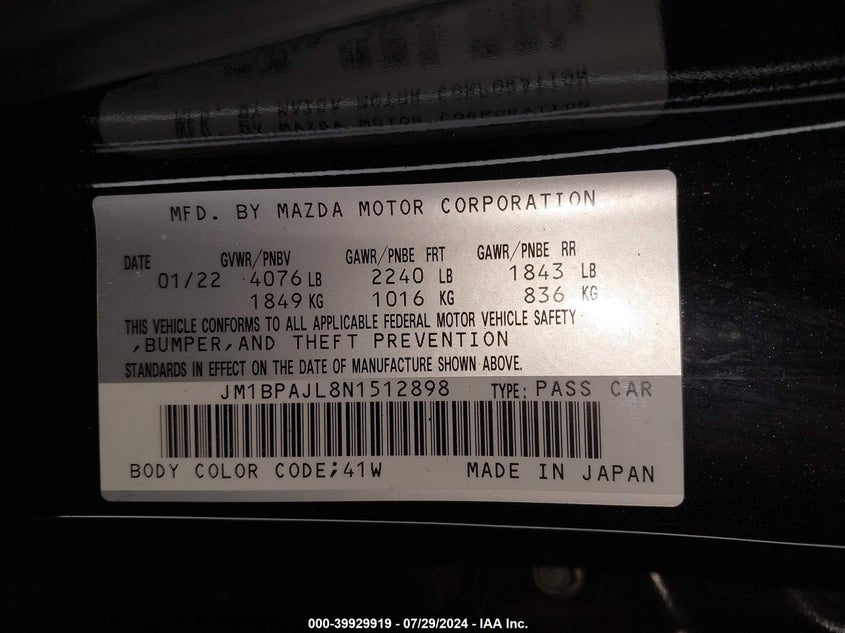 MFD. BY MAZDA MOTOR CORPORATION
DATE GVWR/PNBV GAWR/PNBE FRT GAWR/PNBE RR
01/22 4076 LB 2240 LB 1843 LB
1849 KG 1016 KG 836 KG
THIS VEHICLE CONFORMS TO ALL APPLICABLE FEDERAL MOTOR VEHICLE SAFETY
,BUMPER,AND THEFT PREVENTION
STANDARDS IN EFFECT ON THE DATE OF MANUFACTURE SHOWN ABOVE.
JM1BPAJL8N1512898 TYPE: PASS CAR
BODY COLOR CODE;41W MADE IN JAPAN
000-39929919 - 07/29/2024 - IAA Inc.